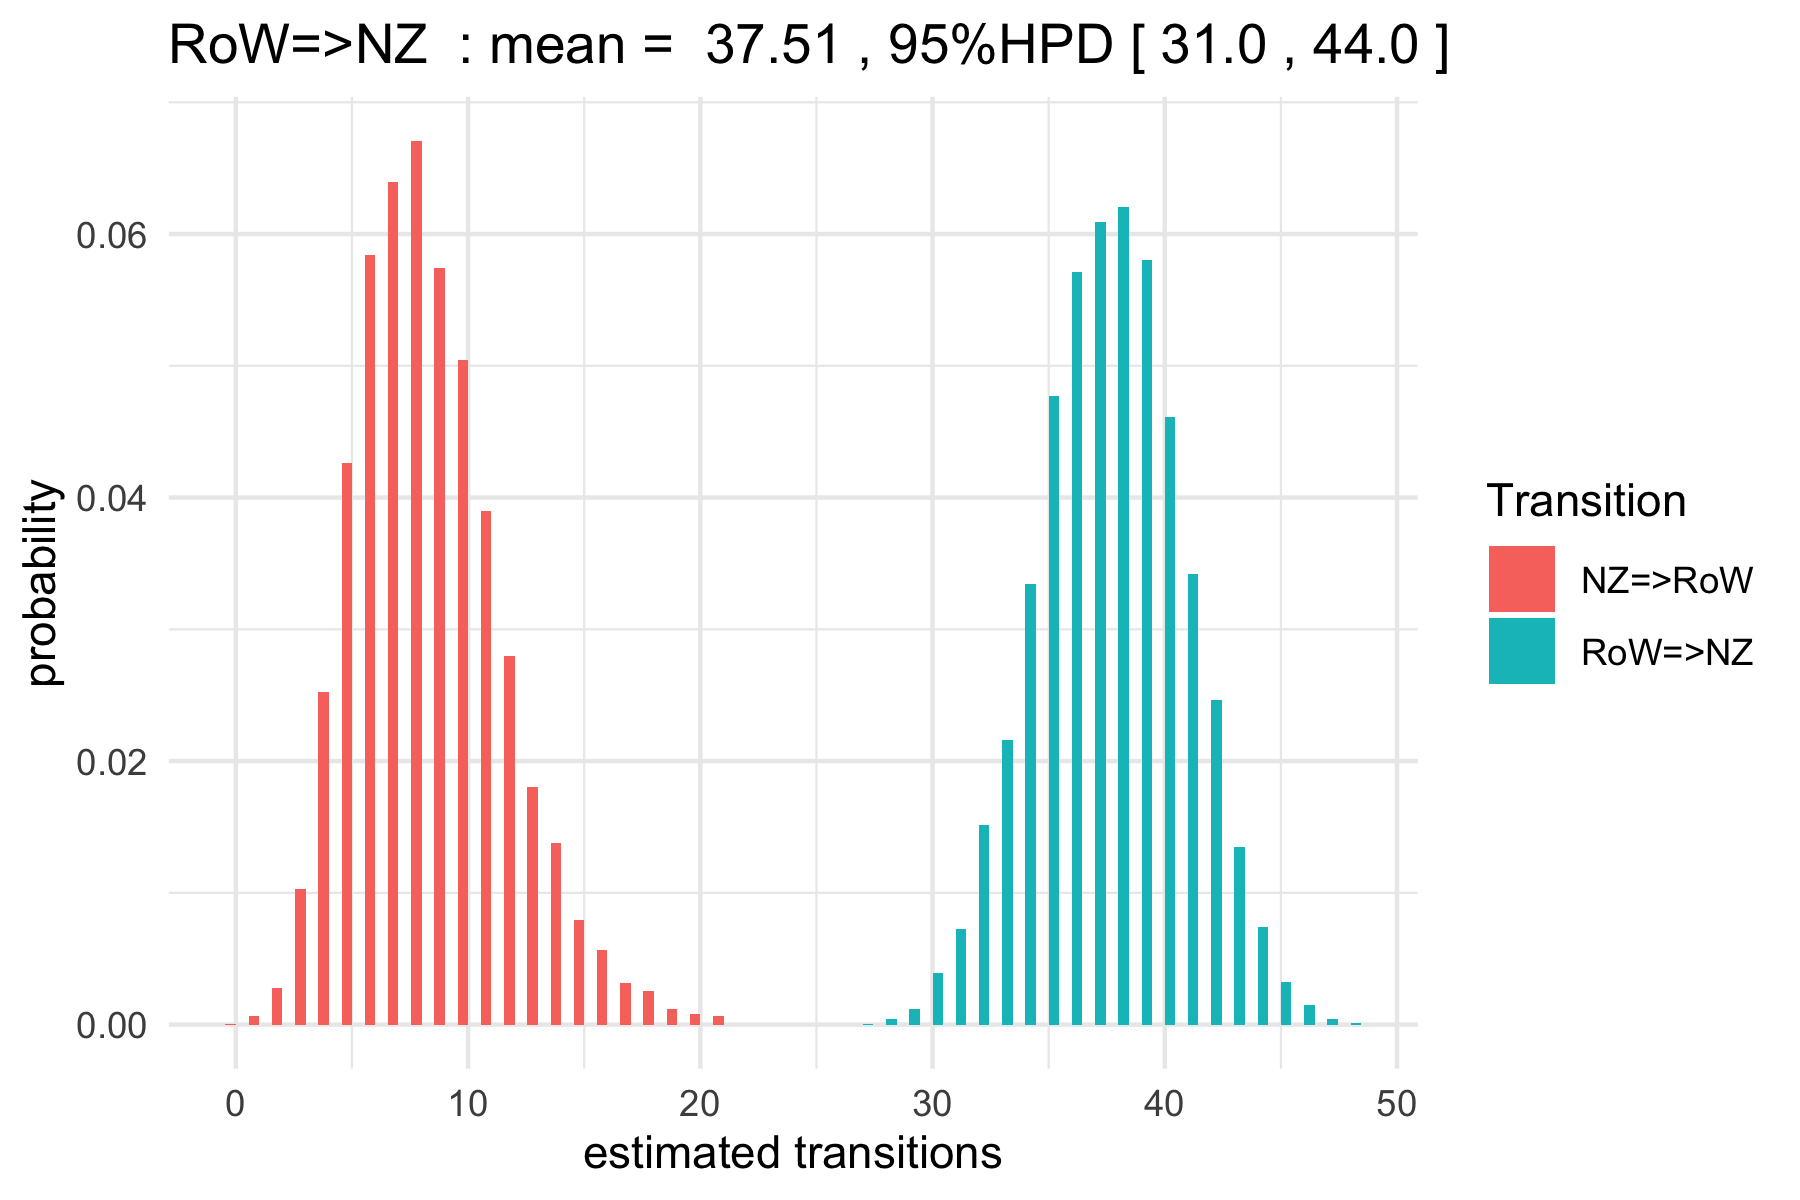 RoW=>NZ  : mean =  37.51 , 95%HPD [ 31.0 , 44.0 ]
probability
0.06
0.04
0.02
0.00
0 10 20 30 40 50
estimated transitions
Transition
NZ=>RoW
RoW=>NZ